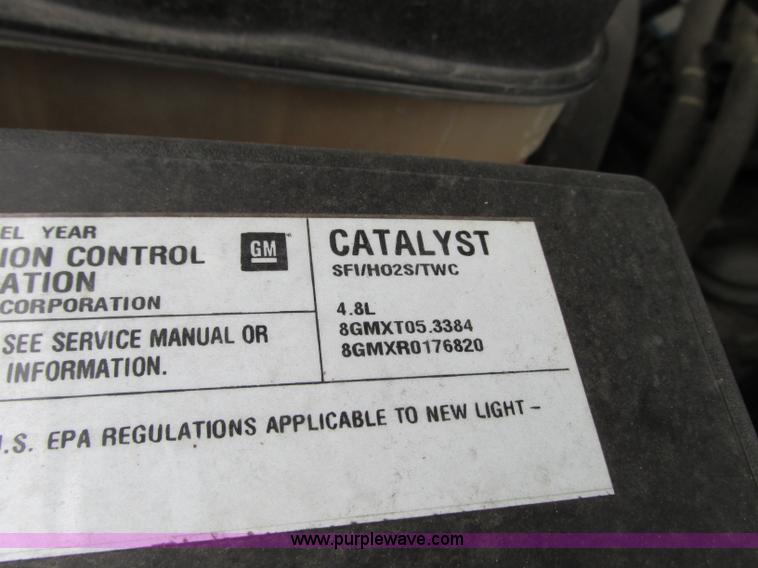 EL YEAR
ION CONTROL
ATION
CORPORATION
GM
SEE SERVICE MANUAL OR
INFORMATION.
CATALYST
SFI/HO2S/TWC
4.8L
8GMXT05.3384
8GMXR0176820
.S. EPA REGULATIONS APPLICABLE TO NEW LIGHT -
www.purplewave.com